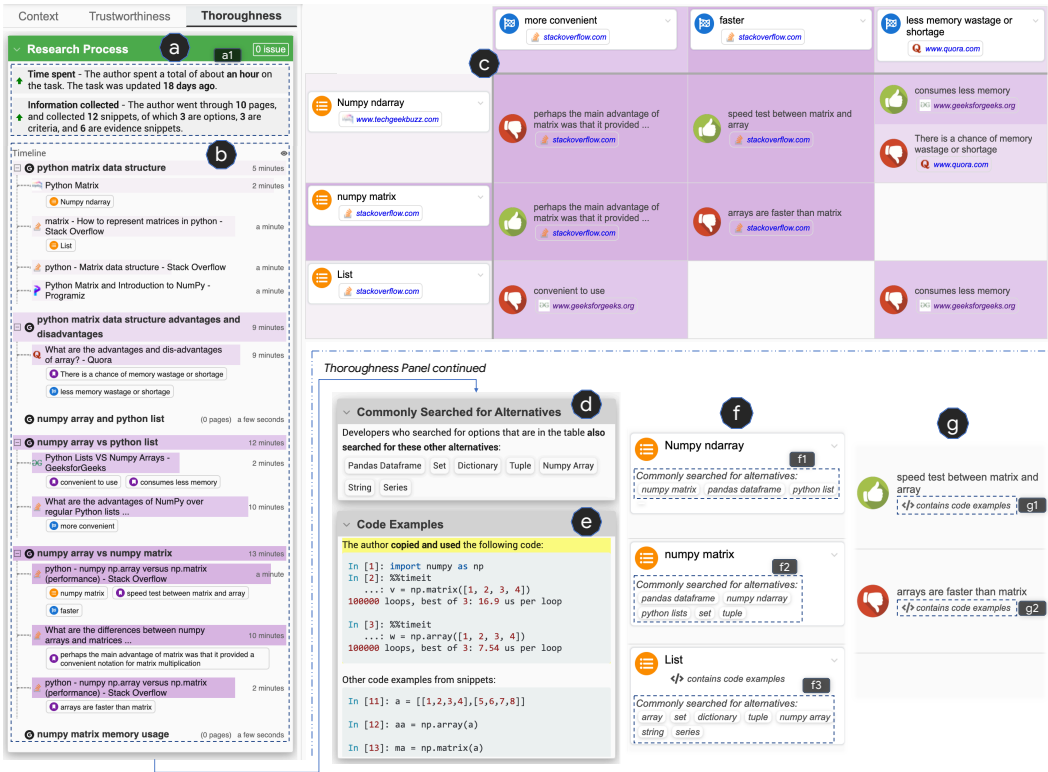 Context
Trustworthiness
Thoroughness
Research Process
a
a1
0 issue
Time spent - The author spent a total of about an hour on
the task. The task was updated 18 days ago.
Information collected - The author went through 10 pages,
and collected 12 snippets, of which 3 are options, 3 are
criteria, and 6 are evidence snippets.
Timeline
b
python matrix data structure
5 minutes
Python Matrix
2 minutes
Numpy ndarray
matrix - How to represent matrices in python -
Stack Overflow
a minute
List
python - Matrix data structure - Stack Overflow
a minute
Python Matrix and Introduction to NumPy -
Programiz
a minute
python matrix data structure advantages and
disadvantages
9 minutes
What are the advantages and dis-advantages
of array? - Quora
9 minutes
There is a chance of memory wastage or shortage
less memory wastage or shortage
numpy array and python list
(0 pages) a few seconds
numpy array vs python list
12 minutes
Python Lists VS Numpy Arrays -
GeeksforGeeks
2 minutes
convenient to use
consumes less memory
What are the advantages of NumPy over
regular Python lists ...
10 minutes
more convenient
numpy array vs numpy matrix
13 minutes
python - numpy np.array versus np.matrix
(performance) - Stack Overflow
a minute
numpy matrix
speed test between matrix and array
faster
What are the differences between numpy
arrays and matrices ...
10 minutes
perhaps the main advantage of matrix was that it provided a
convenient notation for matrix multiplication
python - numpy np.array versus np.matrix
(performance) - Stack Overflow
2 minutes
arrays are faster than matrix
numpy matrix memory usage
(0 pages) a few seconds
c
more convenient
stackoverflow.com
faster
stackoverflow.com
less memory wastage or
shortage
www.quora.com
Numpy ndarray
www.techgeekbuzz.com
perhaps the main advantage of
matrix was that it provided ...
stackoverflow.com
speed test between matrix and
array
stackoverflow.com
consumes less memory
www.geeksforgeeks.org
There is a chance of memory
wastage or shortage
www.quora.com
numpy matrix
stackoverflow.com
perhaps the main advantage of
matrix was that it provided ...
stackoverflow.com
arrays are faster than matrix
stackoverflow.com
List
stackoverflow.com
convenient to use
www.geeksforgeeks.org
consumes less memory
www.geeksforgeeks.org
Thoroughness Panel continued
d
Commonly Searched for Alternatives
Developers who searched for options that are in the table also
searched for these other alternatives:
Pandas Dataframe
Set
Dictionary
Tuple
Numpy Array
String
Series
e
Code Examples
The author copied and used the following code:
In [1]: import numpy as np
In [2]: %%timeit
...: v = np.matrix([1, 2, 3, 4])
100000 loops, best of 3: 16.9 us per loop
In [3]: %%timeit
...: w = np.array([1, 2, 3, 4])
100000 loops, best of 3: 7.54 us per loop
Other code examples from snippets:
In [11]: a = [[1,2,3,4],[5,6,7,8]]
In [12]: aa = np.array(a)
In [13]: ma = np.matrix(a)
f
Numpy ndarray
f1
Commonly searched for alternatives:
numpy matrix pandas dataframe python list
numpy matrix
f2
Commonly searched for alternatives:
pandas dataframe numpy ndarray
python lists set tuple
List
</> contains code examples
f3
Commonly searched for alternatives:
array set dictionary tuple numpy array
string series
g
speed test between matrix and
array
</> contains code examples
g1
arrays are faster than matrix
</> contains code examples
g2